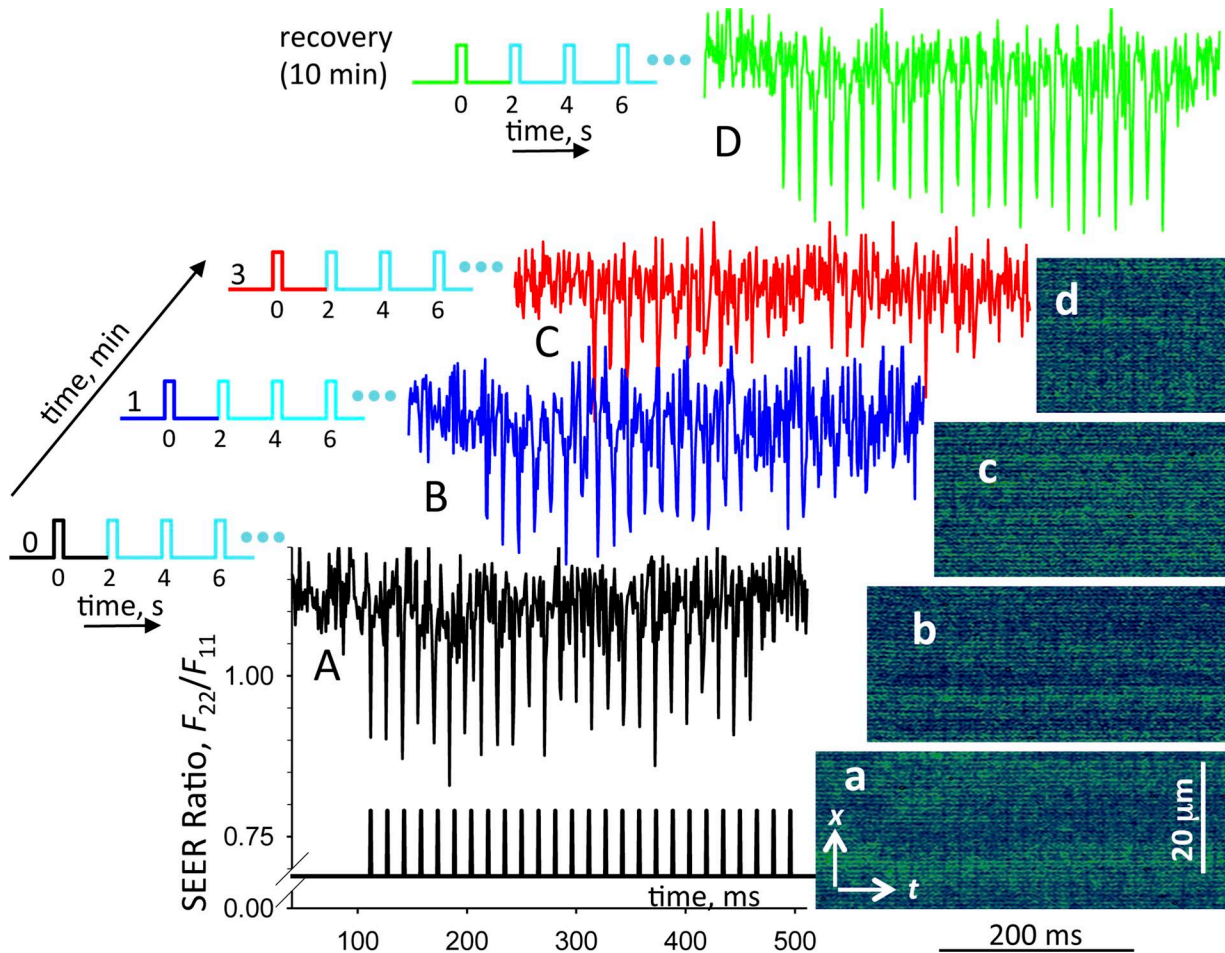 recovery
(10 min)
0 2 4 6
time, s
D
3
0 2 4 6
C
d
time, min
1
0 2 4 6
B
c
0
0 2 4 6
time, s
A
b
SEER Ratio, F22/F11
1.00
0.75
0.00
time, ms
100 200 300 400 500
a
x
t
20 µm
200 ms